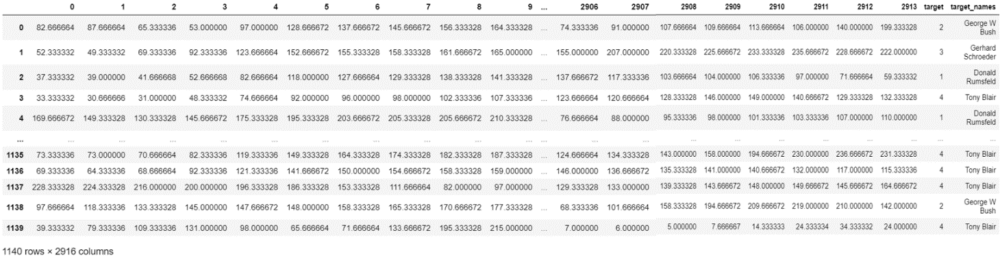 0 1 2 3 4 5 6 7 8 9 ... 2906 2907 2908 2909 2910 2911 2912 2913 target target_names
0 82.666664 87.666664 65.333336 53.000000 97.000000 128.666672 137.666672 145.666672 156.333328 164.333328 ... 74.333336 91.000000 107.666664 109.666664 113.666664 106.000000 140.000000 199.333328 2 George W Bush
1 52.333332 49.333332 69.333336 92.333336 123.666664 152.666672 155.333328 158.333328 161.666672 165.000000 ... 155.000000 207.000000 220.333328 225.666672 233.333328 235.666672 228.666672 222.000000 3 Gerhard Schroeder
2 37.333332 39.000000 41.666668 52.666668 82.666664 118.000000 127.666664 129.333328 138.333328 141.333328 ... 137.666672 117.333336 103.666664 104.000000 106.333336 97.000000 71.666664 59.333332 1 Donald Rumsfeld
3 33.333332 30.666666 31.000000 48.333332 74.666664 92.000000 96.000000 98.000000 102.333336 107.333336 ... 123.666664 120.666664 128.333328 146.000000 149.000000 140.666672 129.333328 132.333328 4 Tony Blair
4 169.666672 149.333328 130.333328 145.666672 175.333328 195.333328 203.666672 205.333328 205.666672 210.333328 ... 76.666664 88.000000 95.333336 98.000000 101.333336 103.333336 107.000000 110.000000 1 Donald Rumsfeld
... ... ... ... ... ... ... ... ... ... ... ... ... ... ... ... ... ... ... ... ... ...
1135 73.333336 73.000000 70.666664 82.333336 119.333336 149.333328 164.333328 174.333328 182.333328 187.333328 ... 124.666664 134.333328 143.000000 158.000000 194.666672 230.000000 236.666672 231.333328 4 Tony Blair
1136 69.333336 64.333336 68.666664 92.333336 121.333336 141.666672 150.000000 154.666672 158.333328 159.000000 ... 146.000000 136.666672 135.333328 141.000000 140.666672 132.000000 117.000000 115.333336 4 Tony Blair
1137 228.333328 224.333328 216.000000 200.000000 196.333328 186.333328 153.333328 111.666664 82.000000 97.000000 ... 129.333328 133.000000 139.333328 143.666672 148.000000 149.666672 145.666672 164.666672 4 Tony Blair
1138 97.666664 118.333336 133.333328 145.000000 147.666672 148.000000 158.333328 165.333328 170.666672 177.333328 ... 68.333336 101.666664 158.333328 194.666672 209.666672 219.000000 210.000000 142.000000 2 George W Bush
1139 39.333332 79.333336 109.333336 131.000000 98.000000 65.666664 71.666664 133.666672 195.333328 215.000000 ... 7.000000 6.000000 5.000000 7.666667 14.333333 24.333334 34.333332 24.000000 4 Tony Blair
1140 rows × 2916 columns